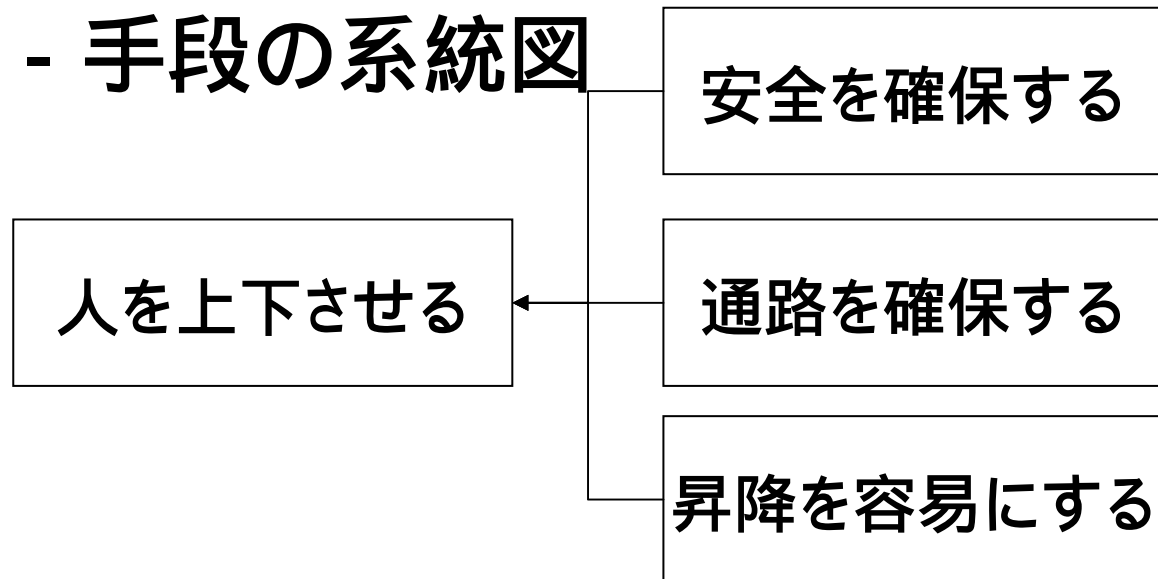 - 手段の系統図
安全を確保する
人を上下させる
通路を確保する
昇降を容易にする